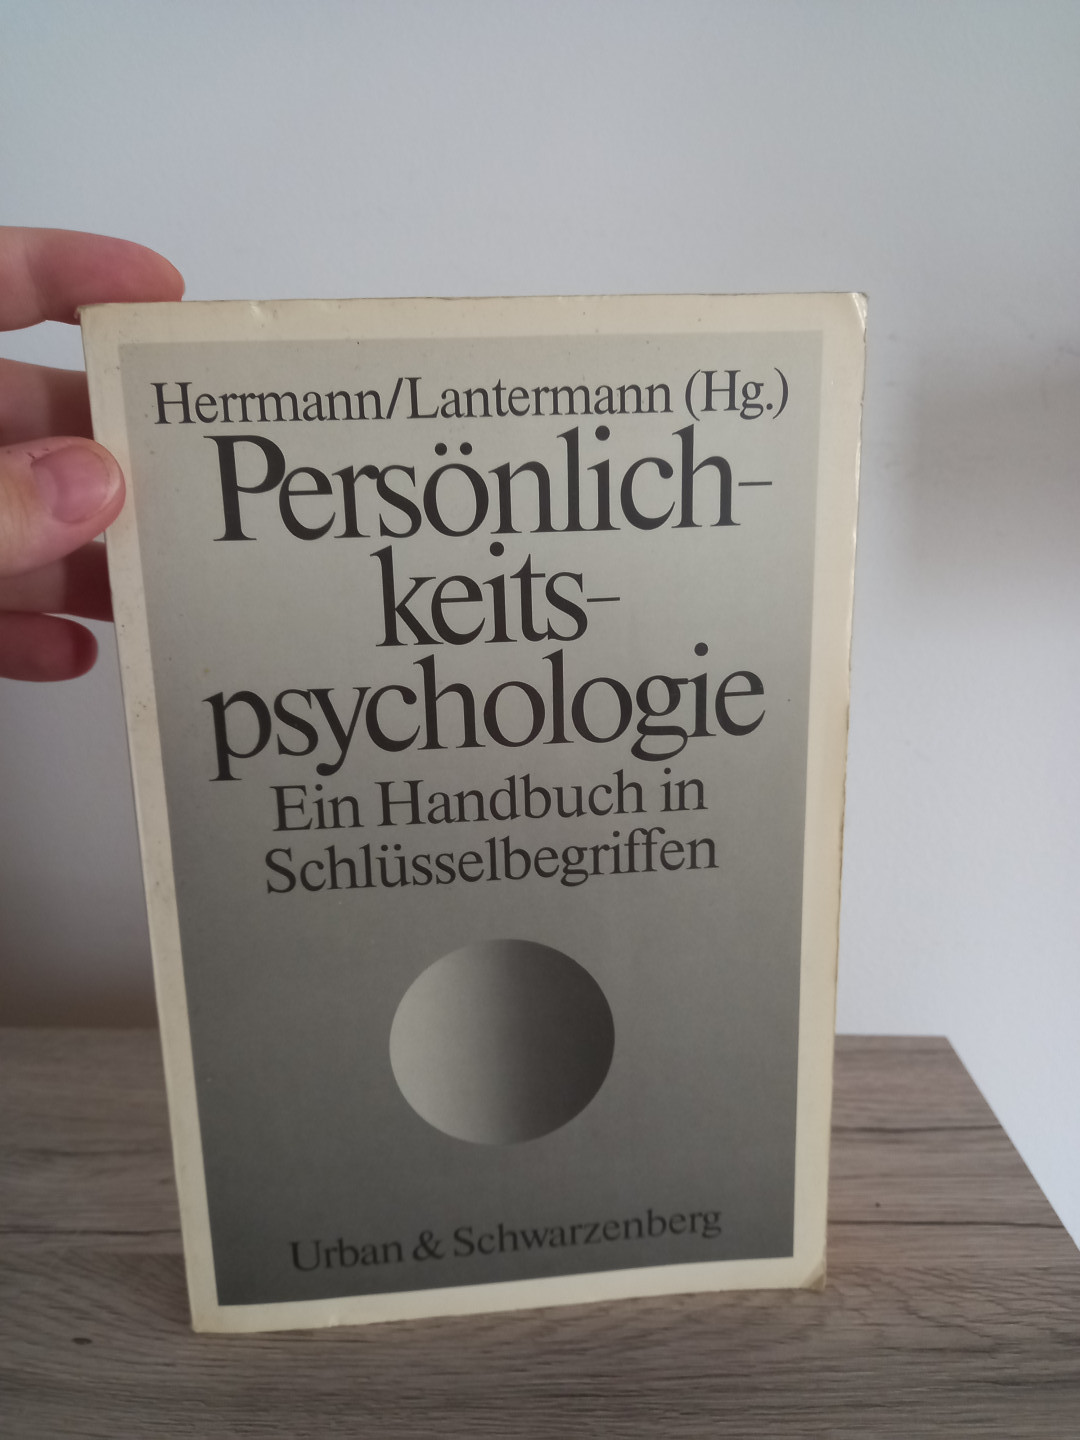 Herrmann/Lantermann (Hg.)
Persönlich-
keits-
psychologie
Ein Handbuch in
Schlüsselbegriffen
Urban & Schwarzenberg